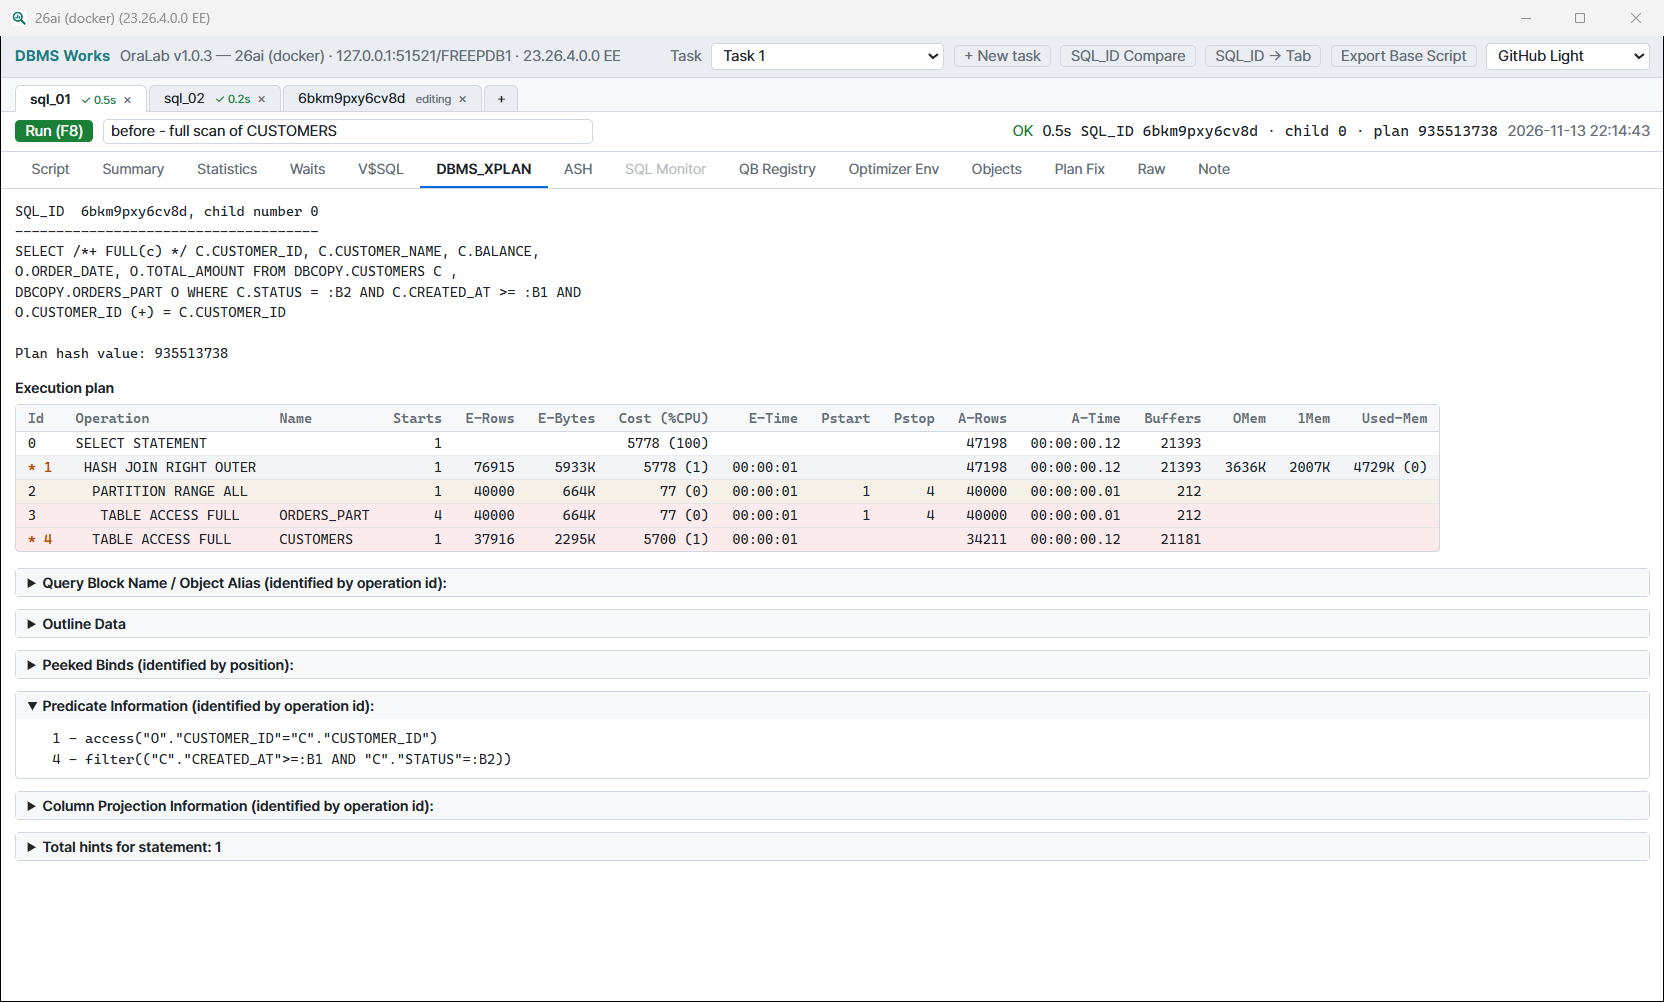 26ai (docker) (23.26.4.0.0 EE)
DBMS Works OraLab v1.0.3 — 26ai (docker) · 127.0.0.1:51521/FREEPDB1 · 23.26.4.0.0 EE Task Task 1 + New task SQL_ID Compare SQL_ID → Tab Export Base Script GitHub Light
sql_01 ✓ 0.5s × sql_02 ✓ 0.2s × 6bkm9pxy6cv8d editing × +
Run (F8) before - full scan of CUSTOMERS OK 0.5s SQL_ID 6bkm9pxy6cv8d · child 0 · plan 935513738 2026-11-13 22:14:43
Script Summary Statistics Waits V$SQL DBMS_XPLAN ASH SQL Monitor QB Registry Optimizer Env Objects Plan Fix Raw Note
SQL_ID  6bkm9pxy6cv8d, child number 0
-------------------------------------
SELECT /*+ FULL(c) */ C.CUSTOMER_ID, C.CUSTOMER_NAME, C.BALANCE,
O.ORDER_DATE, O.TOTAL_AMOUNT FROM DBCOPY.CUSTOMERS C ,
DBCOPY.ORDERS_PART O WHERE C.STATUS = :B2 AND C.CREATED_AT >= :B1 AND
O.CUSTOMER_ID (+) = C.CUSTOMER_ID
Plan hash value: 935513738
Execution plan
Id Operation Name Starts E-Rows E-Bytes Cost (%CPU) E-Time Pstart Pstop A-Rows A-Time Buffers OMem 1Mem Used-Mem
0 SELECT STATEMENT 1 5778 (100) 47198 00:00:00.12 21393
* 1 HASH JOIN RIGHT OUTER 1 76915 5933K 5778 (1) 00:00:01 47198 00:00:00.12 21393 3636K 2007K 4729K (0)
2 PARTITION RANGE ALL 1 40000 664K 77 (0) 00:00:01 1 4 40000 00:00:00.01 212
3 TABLE ACCESS FULL ORDERS_PART 4 40000 664K 77 (0) 00:00:01 1 4 40000 00:00:00.01 212
* 4 TABLE ACCESS FULL CUSTOMERS 1 37916 2295K 5700 (1) 00:00:01 34211 00:00:00.12 21181
▶ Query Block Name / Object Alias (identified by operation id):
▶ Outline Data
▶ Peeked Binds (identified by position):
▼ Predicate Information (identified by operation id):
1 - access("O"."CUSTOMER_ID"="C"."CUSTOMER_ID")
4 - filter(("C"."CREATED_AT">=:B1 AND "C"."STATUS"=:B2))
▶ Column Projection Information (identified by operation id):
▶ Total hints for statement: 1